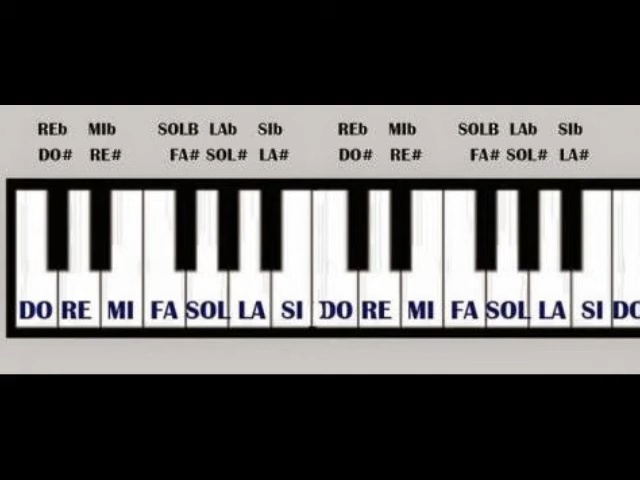 REb MIb SOLB LAb SIb REb MIb SOLB LAb SIb
DO# RE# FA# SOL# LA# DO# RE# FA# SOL# LA#
DO RE MI FA SOL LA SI DO RE MI FA SOL LA SI DO